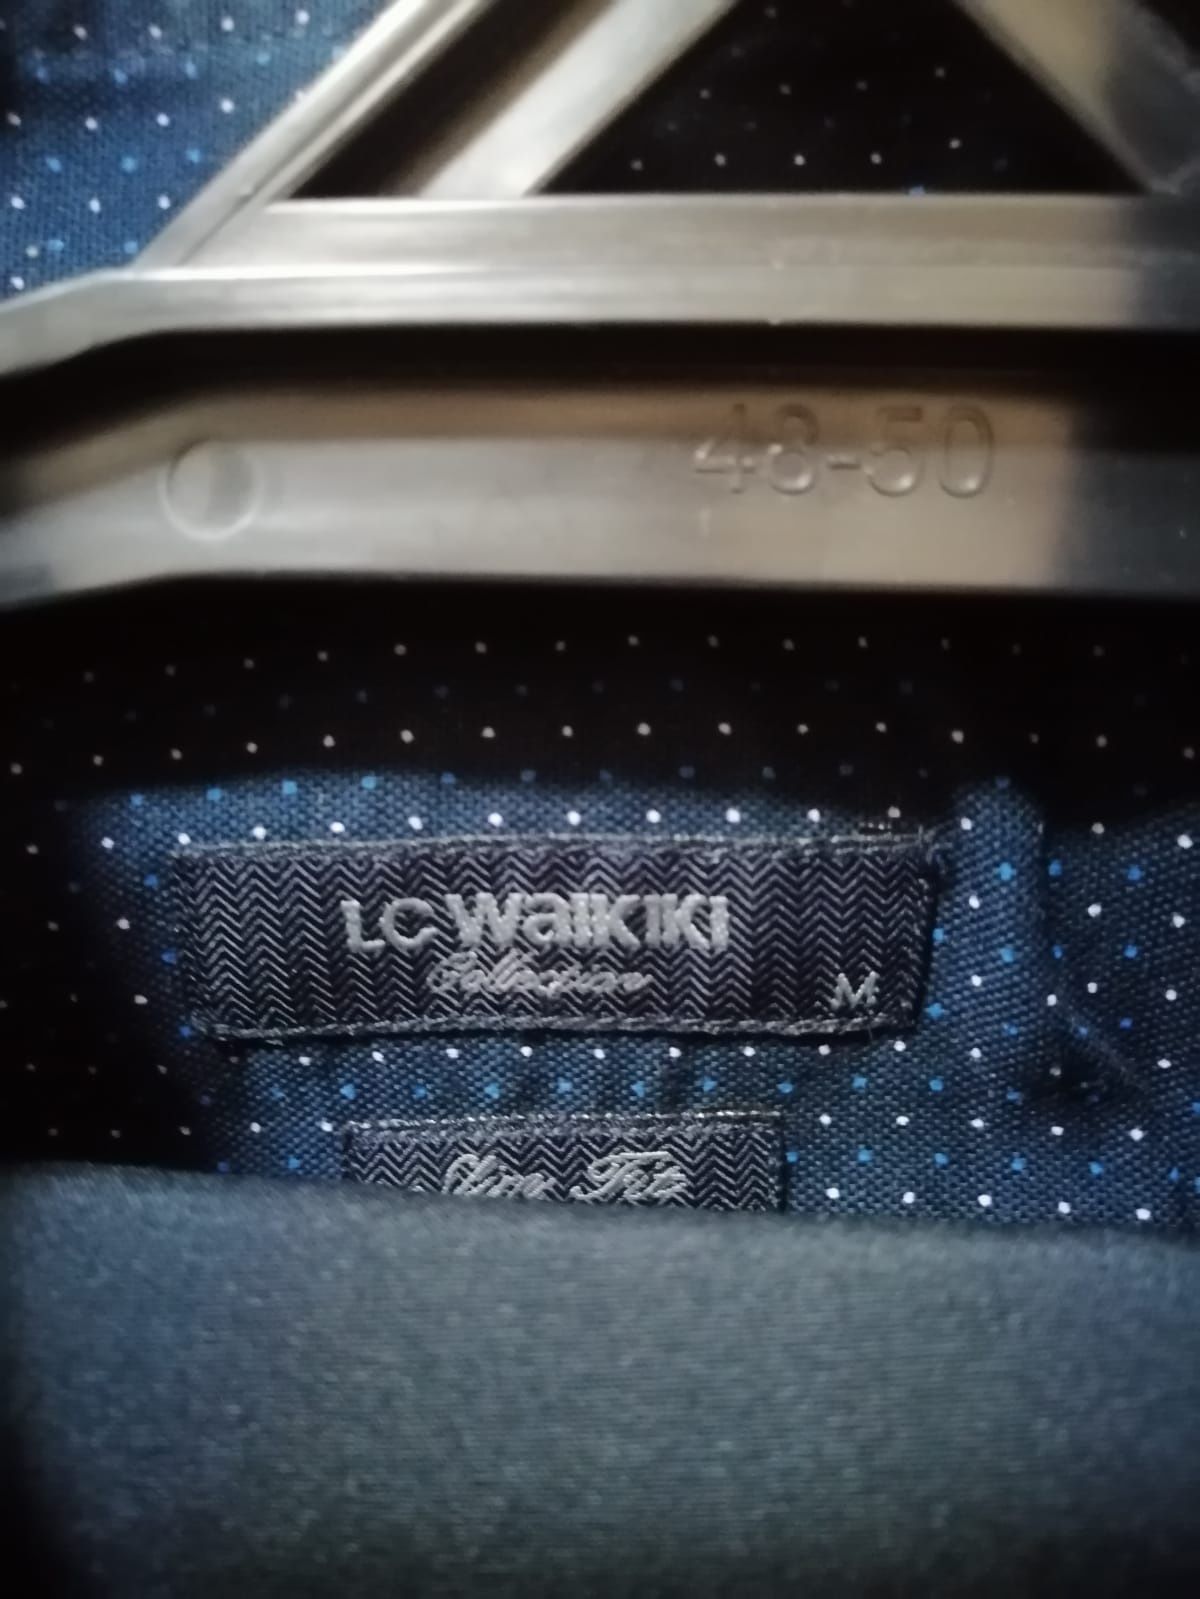 48-50
LC Waikiki
Collection
M
Slim Fit